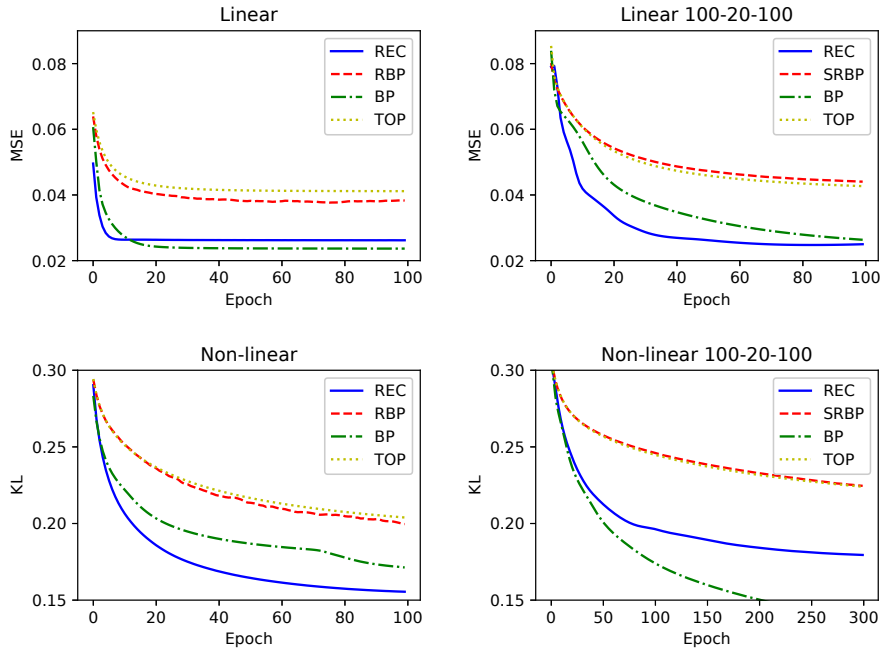 Linear
MSE
0.08
0.06
0.04
0.02
0 20 40 60 80 100
Epoch
REC
RBP
BP
TOP
Linear 100-20-100
MSE
0.08
0.06
0.04
0.02
0 20 40 60 80 100
Epoch
REC
SRBP
BP
TOP
Non-linear
KL
0.30
0.25
0.20
0.15
0 20 40 60 80 100
Epoch
REC
RBP
BP
TOP
Non-linear 100-20-100
KL
0.30
0.25
0.20
0.15
0 50 100 150 200 250 300
Epoch
REC
SRBP
BP
TOP